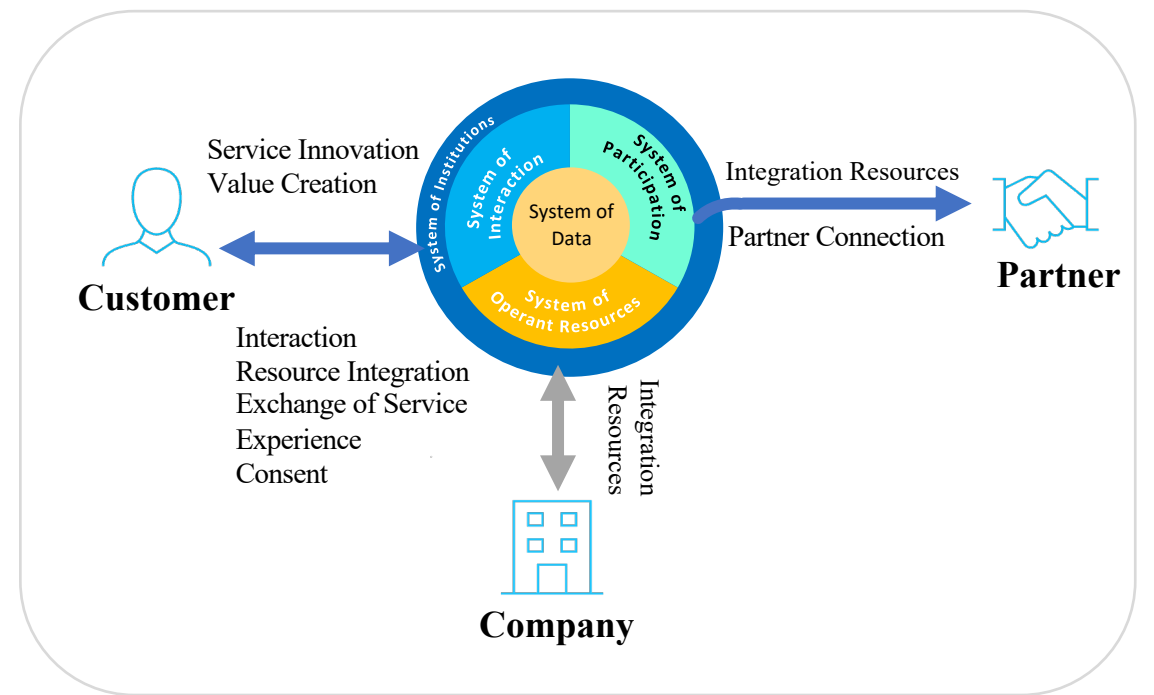 Service Innovation
Value Creation
Customer
Interaction
Resource Integration
Exchange of Service
Experience
Consent
System of Institutions
System of
Interaction
System of
Participation
System of
Data
System of
Operant Resources
Integration Resources
Partner Connection
Partner
Integration
Resources
Company